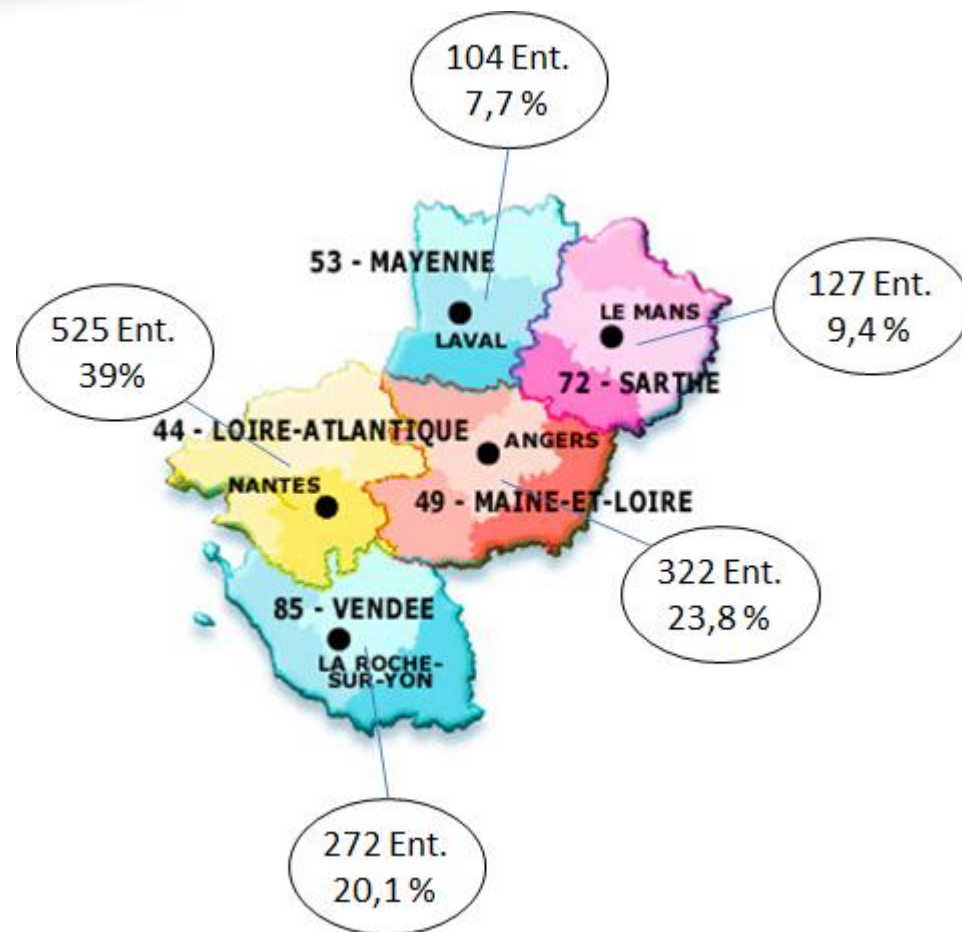 104 Ent.
7,7 %
53 - MAYENNE
LAVAL
127 Ent.
9,4 %
LE MANS
72 - SARTHE
525 Ent.
39%
44 - LOIRE-ATLANTIQUE
NANTES
ANGERS
49 - MAINE-ET-LOIRE
322 Ent.
23,8 %
85 - VENDEE
LA ROCHE-
SUR-YON
272 Ent.
20,1 %